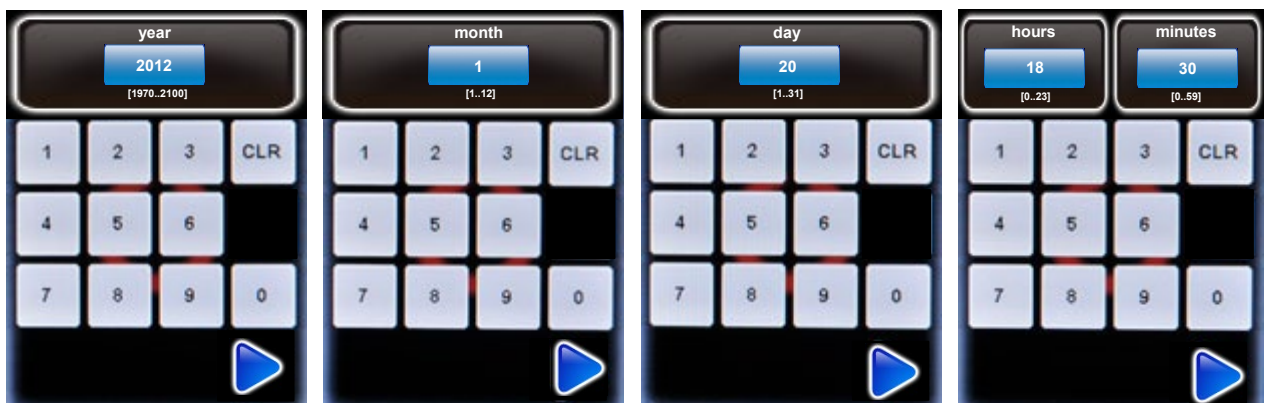 year
2012
[1970..2100]
1 2 3 CLR
4 5 6
7 8 9 0
month
1
[1..12]
1 2 3 CLR
4 5 6
7 8 9 0
day
20
[1..31]
1 2 3 CLR
4 5 6
7 8 9 0
hours minutes
18 30
[0..23] [0..59]
1 2 3 CLR
4 5 6
7 8 9 0